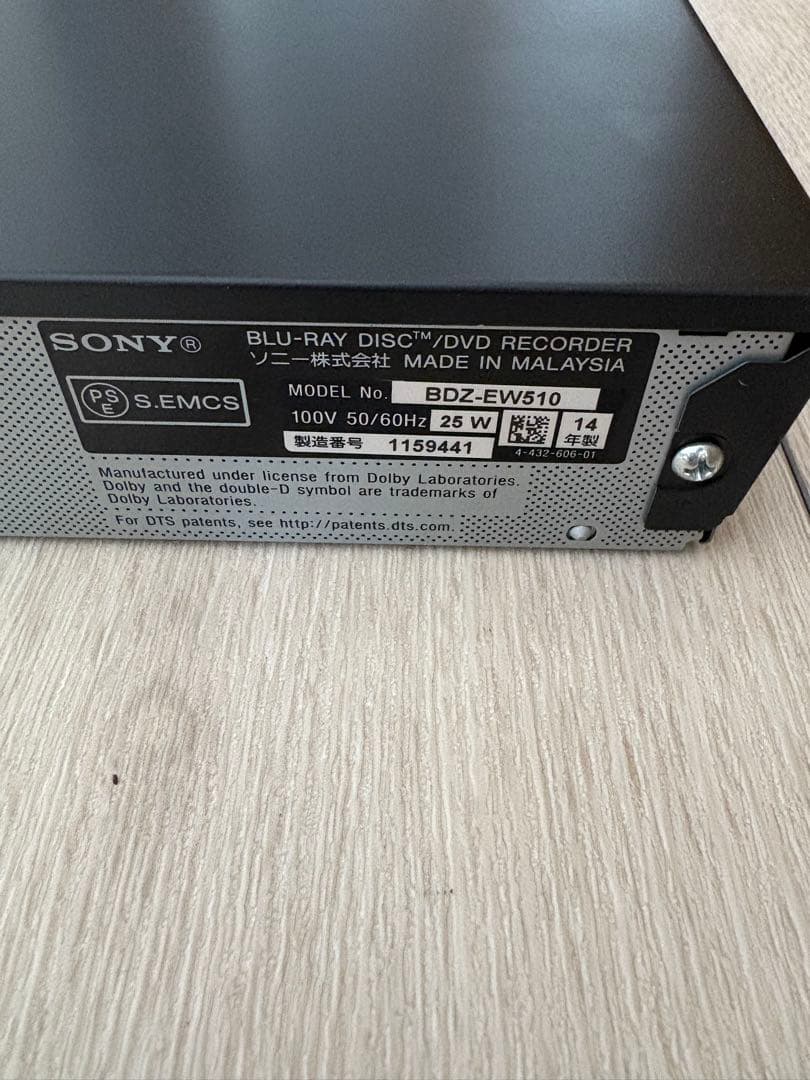 SONY®
BLU-RAY DISC™/DVD RECORDER
ソニー株式会社 MADE IN MALAYSIA
PSE S.EMCS
MODEL No. BDZ-EW510
100V 50/60Hz 25 W 14年製
製造番号 1159441
4-432-606-01
Manufactured under license from Dolby Laboratories.
Dolby and the double-D symbol are trademarks of
Dolby Laboratories.
For DTS patents, see http://patents.dts.com.